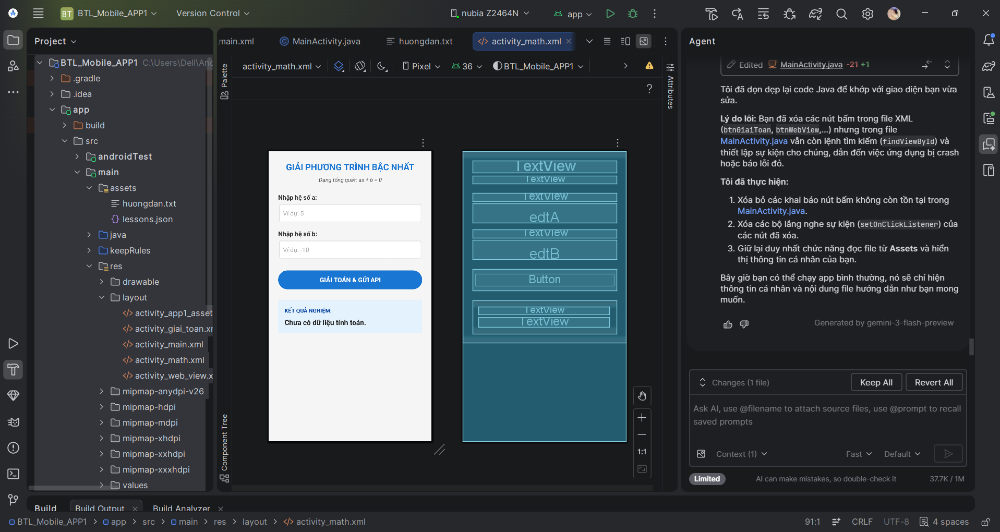 BT BTL_Mobile_APP1
Version Control
nubia Z2464N
app
Project
main.xml
MainActivity.java
huongdan.txt
activity_math.xml
Agent
BTL_Mobile_APP1 C:\Users\Dell\And
.gradle
.idea
app
build
src
androidTest
main
assets
huongdan.txt
lessons.json
java
keepRules
res
drawable
layout
activity_app1_asset
activity_giai_toan.xr
activity_main.xml
activity_math.xml
activity_web_view.x
mipmap-anydpi-v26
mipmap-hdpi
mipmap-mdpi
mipmap-xhdpi
mipmap-xxhdpi
mipmap-xxxhdpi
values
Palette
activity_math.xml
Pixel
36
BTL_Mobile_APP1
?
Attributes
Component Tree
GIẢI PHƯƠNG TRÌNH BẬC NHẤT
Dạng tổng quát: ax + b = 0
Nhập hệ số a:
Ví dụ: 5
Nhập hệ số b:
Ví dụ: -10
GIẢI TOÁN & GỬI API
KẾT QUẢ NGHIỆM:
Chưa có dữ liệu tính toán.
TextView
TextView
TextView
edtA
TextView
edtB
Button
TextView
TextView
1:1
Edited MainActivity.java -21 +1
Tôi đã dọn dẹp lại code Java để khớp với giao diện bạn vừa
sửa.
Lý do lỗi: Bạn đã xóa các nút bấm trong file XML
(btnGiaiToan, btnWebView,...) nhưng trong file
MainActivity.java vẫn còn lệnh tìm kiếm (findViewById) và
thiết lập sự kiện cho chúng, dẫn đến việc ứng dụng bị crash
hoặc báo lỗi đỏ.
Tôi đã thực hiện:
1. Xóa bỏ các khai báo nút bấm không còn tồn tại trong
MainActivity.java.
2. Xóa các bộ lắng nghe sự kiện (setOnClickListener) của
các nút đã xóa.
3. Giữ lại duy nhất chức năng đọc file từ Assets và hiển
thị thông tin cá nhân của bạn.
Bây giờ bạn có thể chạy app bình thường, nó sẽ chỉ hiện
thông tin cá nhân và nội dung file hướng dẫn như bạn mong
muốn.
Generated by gemini-3-flash-preview
Changes (1 file)
Keep All
Revert All
Ask AI, use @filename to attach source files, use @prompt to recall
saved prompts
Context (1)
Fast
Default
Limited
AI can make mistakes, so double-check it
37.7K / 1M
Build
Build Output
Build Analyzer
BTL_Mobile_APP1 > app > src > main > res > layout > activity_math.xml
91:1
CRLF
UTF-8
4 spaces